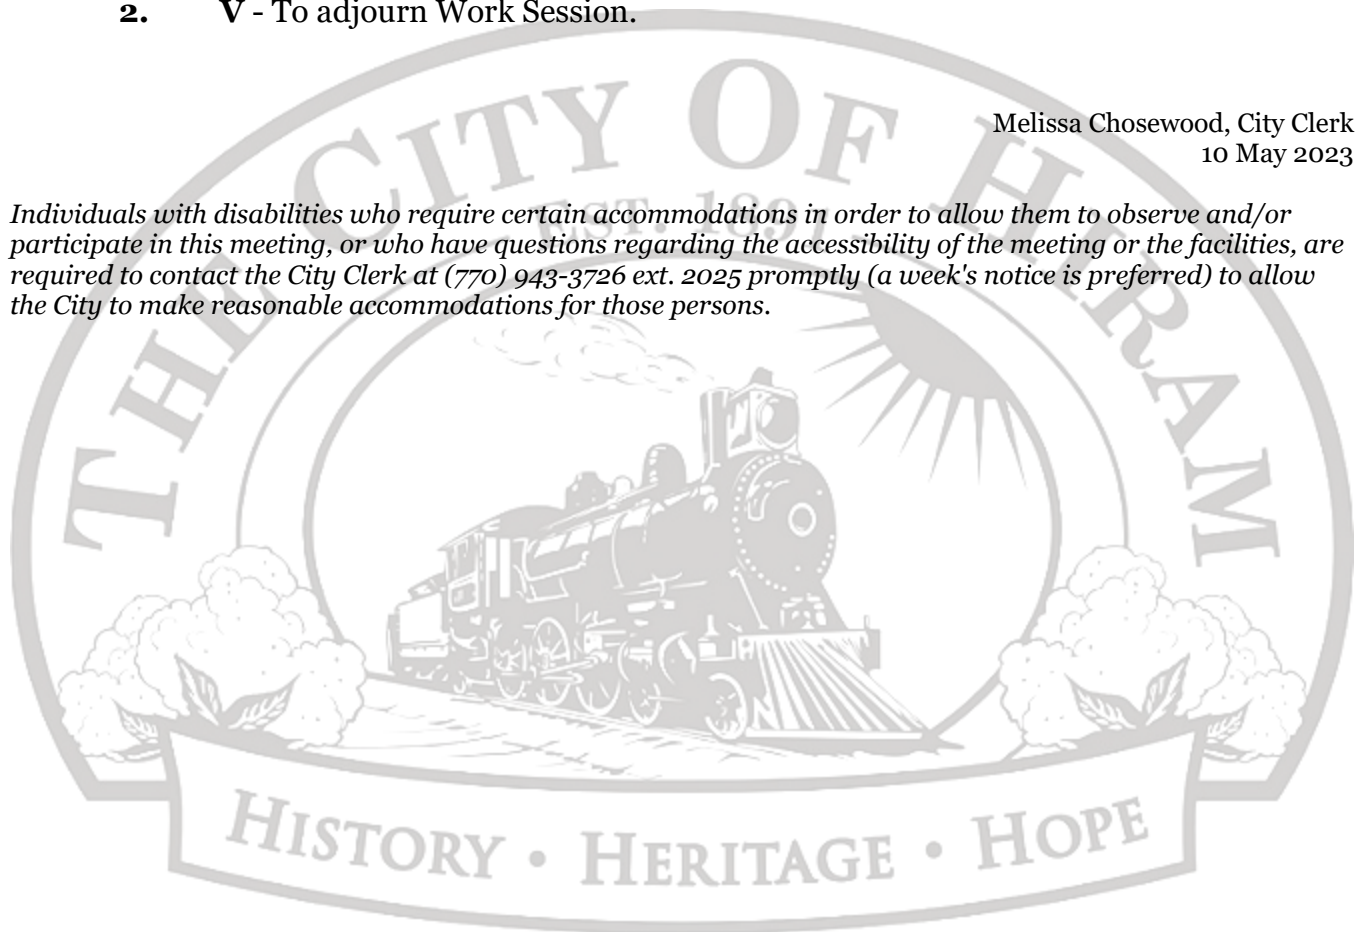 2. V - To adjourn Work Session.
THE CITY OF HIRAM
Melissa Chosewood, City Clerk
10 May 2023
EST. 1891
Individuals with disabilities who require certain accommodations in order to allow them to observe and/or
participate in this meeting, or who have questions regarding the accessibility of the meeting or the facilities, are
required to contact the City Clerk at (770) 943-3726 ext. 2025 promptly (a week's notice is preferred) to allow
the City to make reasonable accommodations for those persons.
HISTORY • HERITAGE • HOPE